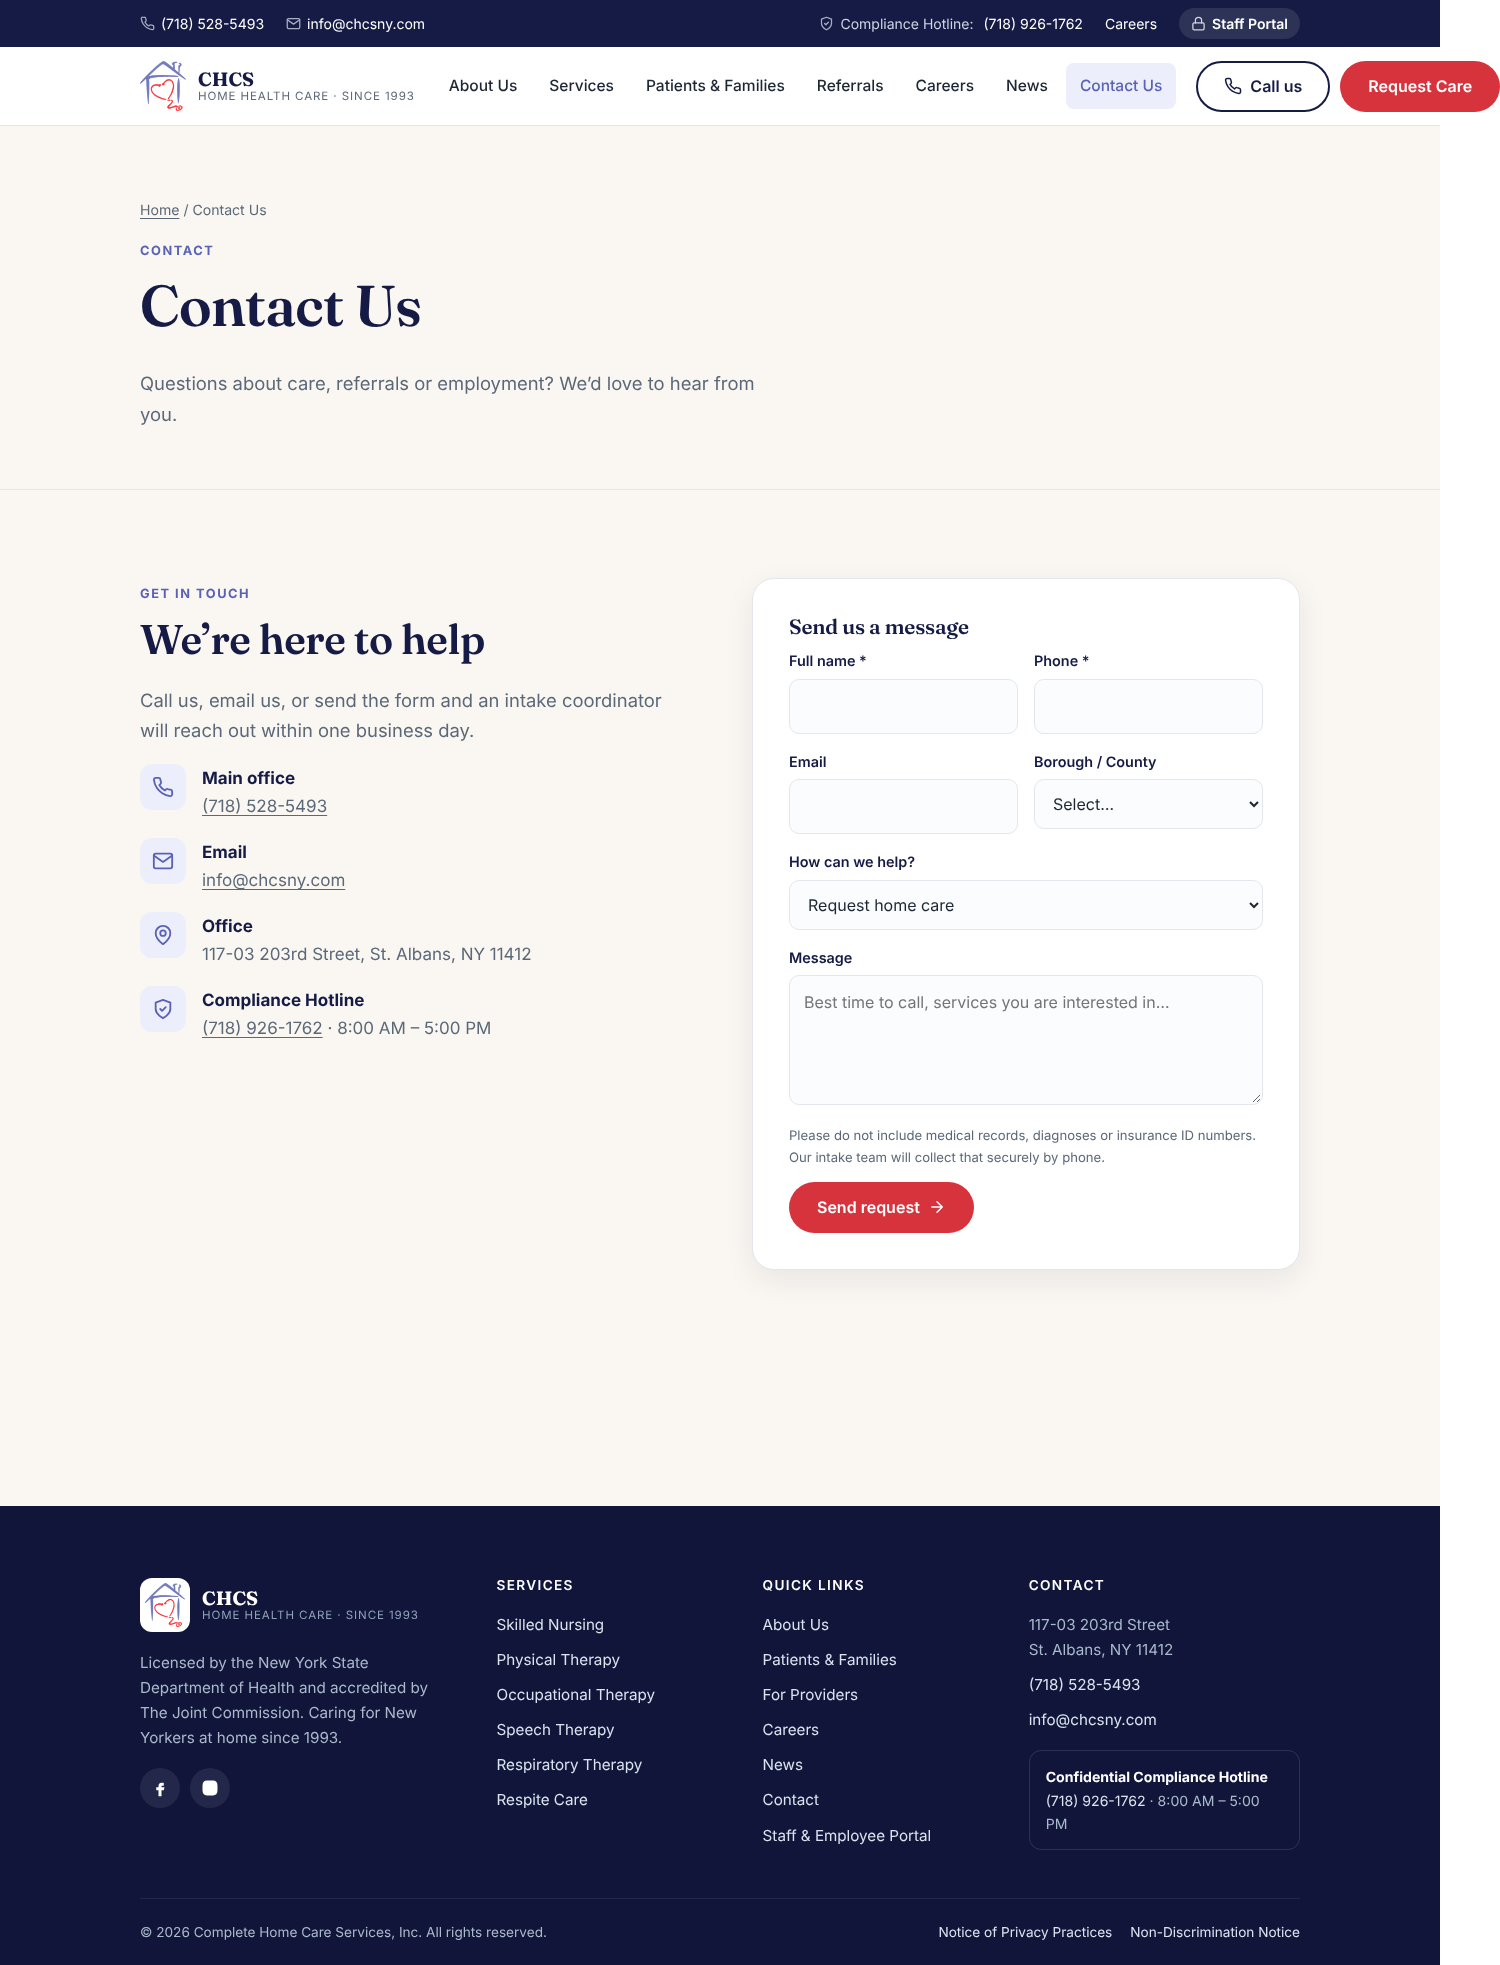 (718) 528-5493
info@chcsny.com
Compliance Hotline: (718) 926-1762
Careers
Staff Portal
CHCS
HOME HEALTH CARE · SINCE 1993
About Us
Services
Patients & Families
Referrals
Careers
News
Contact Us
Call us
Request Care
Home / Contact Us
CONTACT
Contact Us
Questions about care, referrals or employment? We’d love to hear from
you.
GET IN TOUCH
We’re here to help
Call us, email us, or send the form and an intake coordinator
will reach out within one business day.
Main office
(718) 528-5493
Email
info@chcsny.com
Office
117-03 203rd Street, St. Albans, NY 11412
Compliance Hotline
(718) 926-1762 · 8:00 AM – 5:00 PM
Send us a message
Full name *
Phone *
Email
Borough / County
Select...
How can we help?
Request home care
Message
Best time to call, services you are interested in...
Please do not include medical records, diagnoses or insurance ID numbers.
Our intake team will collect that securely by phone.
Send request
CHCS
HOME HEALTH CARE · SINCE 1993
Licensed by the New York State
Department of Health and accredited by
The Joint Commission. Caring for New
Yorkers at home since 1993.
SERVICES
Skilled Nursing
Physical Therapy
Occupational Therapy
Speech Therapy
Respiratory Therapy
Respite Care
QUICK LINKS
About Us
Patients & Families
For Providers
Careers
News
Contact
Staff & Employee Portal
CONTACT
117-03 203rd Street
St. Albans, NY 11412
(718) 528-5493
info@chcsny.com
Confidential Compliance Hotline
(718) 926-1762 · 8:00 AM – 5:00
PM
© 2026 Complete Home Care Services, Inc. All rights reserved.
Notice of Privacy Practices
Non-Discrimination Notice